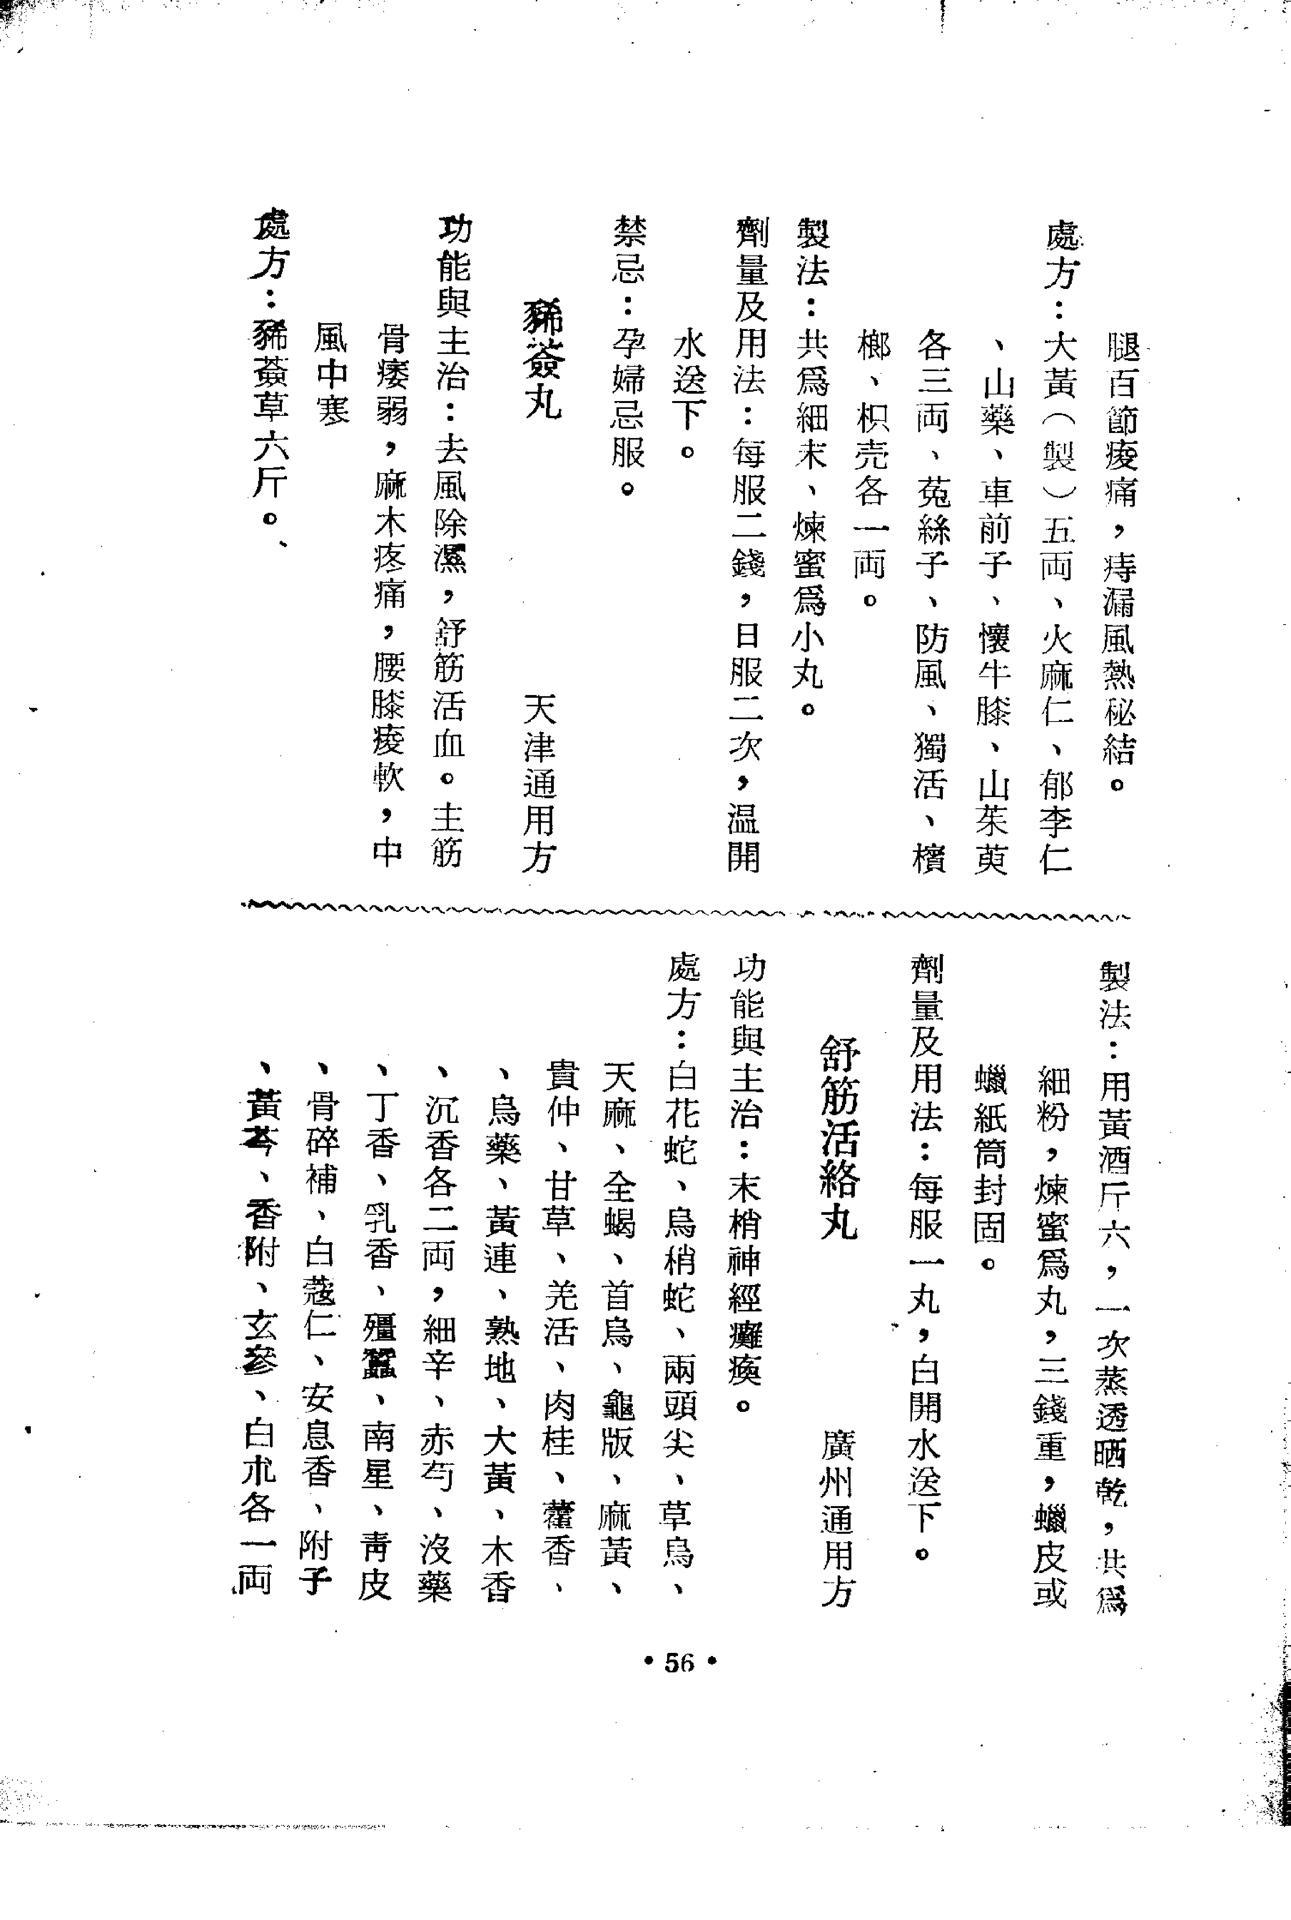 腿百節痠痛，痔漏風熱秘結。
處方：大黃（製）五両、火麻仁、郁李仁
、山藥、車前子、懷牛膝、山茱萸
各三両、菟絲子、防風、獨活、檳
榔、枳壳各一両。
製法：共爲細末、煉蜜爲小丸。
劑量及用法：每服二錢，日服二次，温開
水送下。
禁忌：孕婦忌服。
豨薟丸
天津通用方
功能與主治：去風除濕，舒筋活血。主筋
骨痿弱，麻木疼痛，腰膝痠軟，中
風中寒
處方：豨薟草六斤。、
製法：用黃酒斤六，一次蒸透晒乾，共爲
細粉，煉蜜爲丸，三錢重，蠟皮或
蠟紙筒封固。
劑量及用法：每服一丸，白開水送下。
舒筋活絡丸
廣州通用方
功能與主治：末梢神經癱瘓。
處方：白花蛇、烏梢蛇、兩頭尖、草烏、
天麻、全蝎、首烏、龜版、麻黃、
貴仲、甘草、羌活、肉桂、藿香、
、烏藥、黃連、熟地、大黃、木香
、沉香各二両，細辛、赤芍、沒藥
、丁香、乳香、殭蠶、南星、靑皮
、骨碎補、白蔻仁、安息香、附子
、黃芩、香附、玄參、白朮各一両
• 56 •